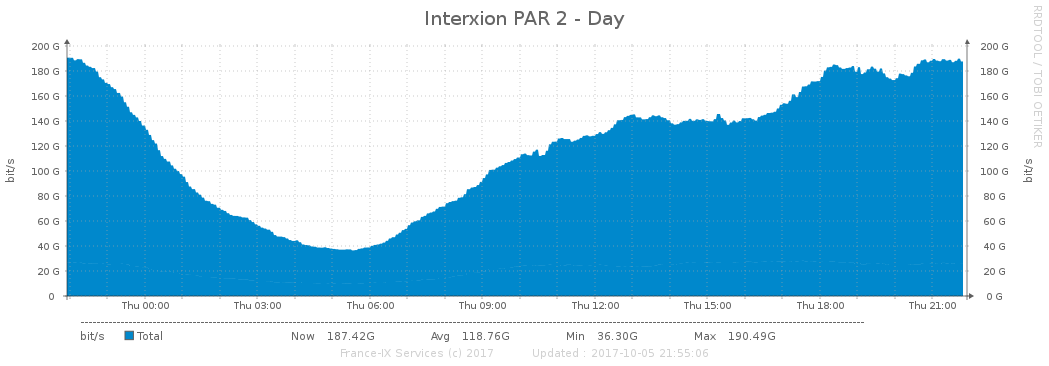 Interxion PAR 2 - Day
RRDTOOL / TOBI OETIKER
bit/s
200 G 200 G
180 G 180 G
160 G 160 G
140 G 140 G
120 G 120 G
100 G 100 G
80 G 80 G
60 G 60 G
40 G 40 G
20 G 20 G
0 0 G
bit/s
Thu 00:00 Thu 03:00 Thu 06:00 Thu 09:00 Thu 12:00 Thu 15:00 Thu 18:00 Thu 21:00
bit/s Total Now 187.42G Avg 118.76G Min 36.30G Max 190.49G
France-IX Services (c) 2017 Updated : 2017-10-05 21:55:06